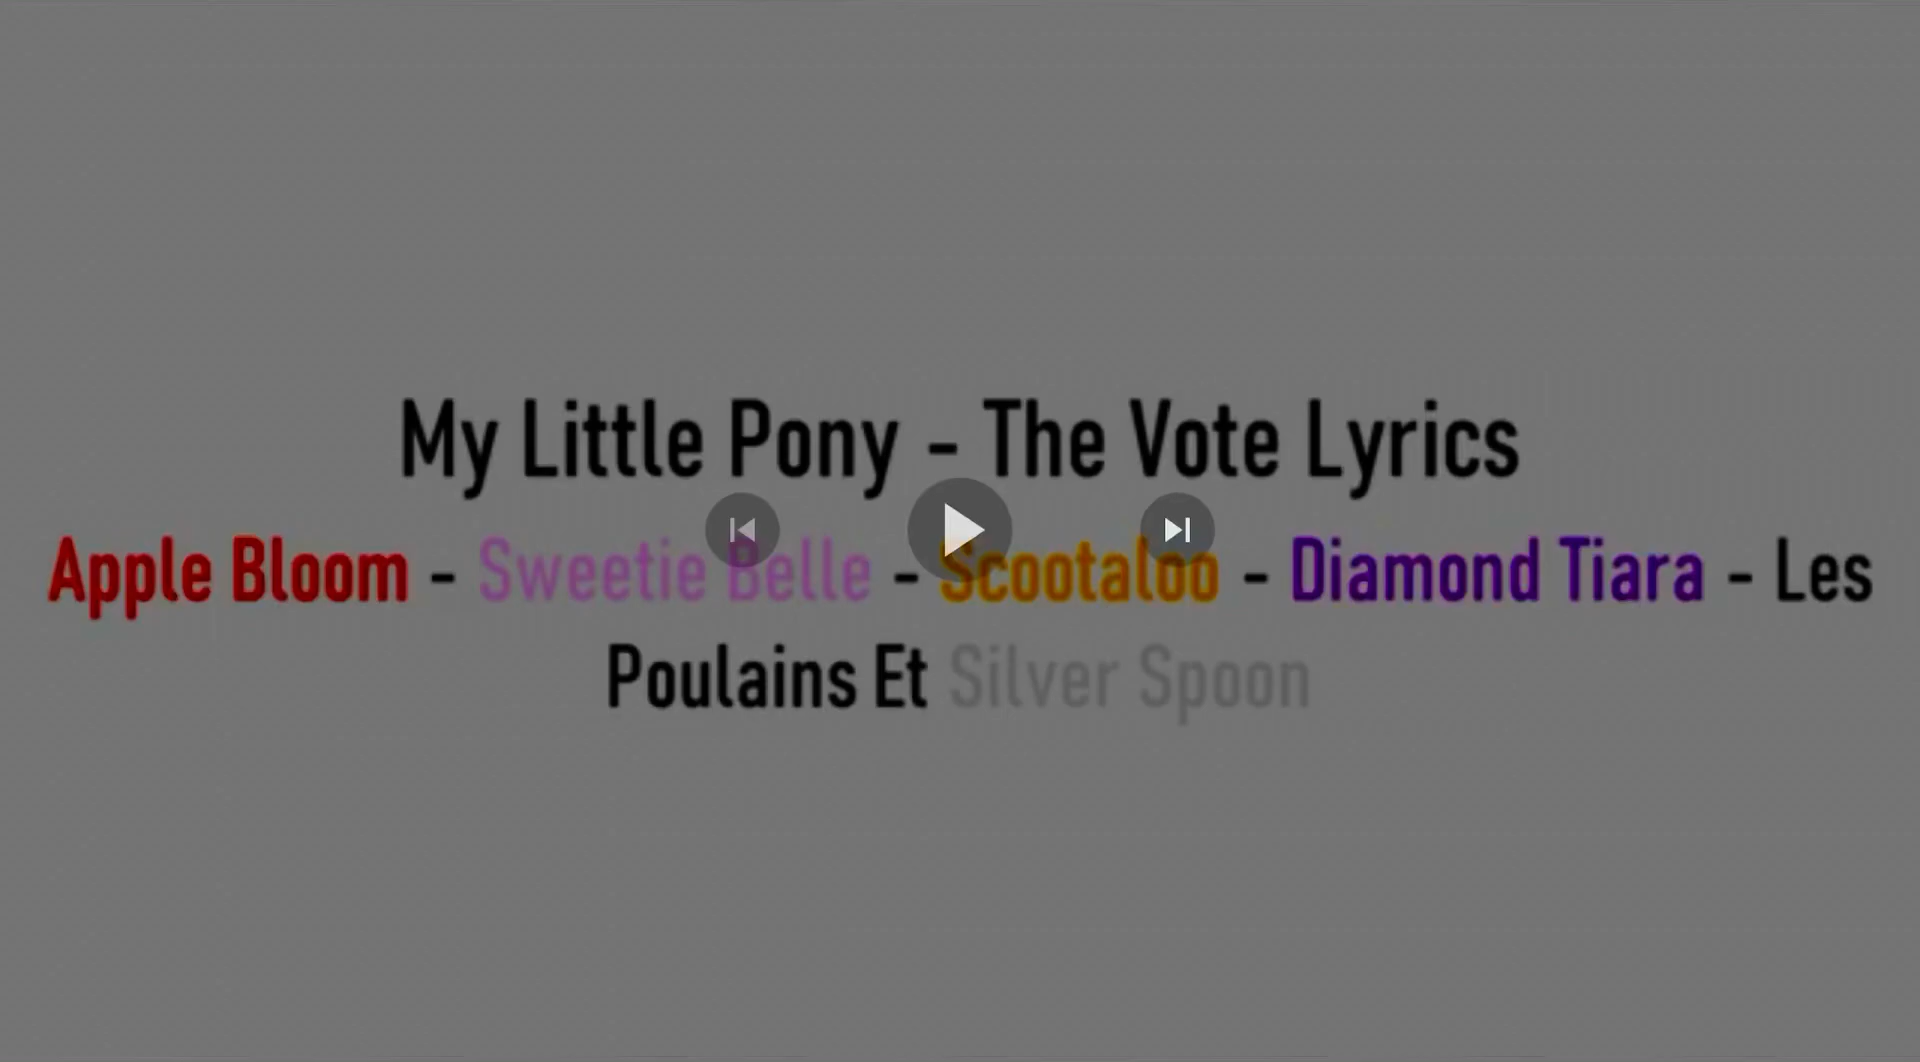 My Little Pony - The Vote Lyrics
Apple Bloom - Sweetie Belle - Scootaloo - Diamond Tiara - Les
Poulains Et Silver Spoon